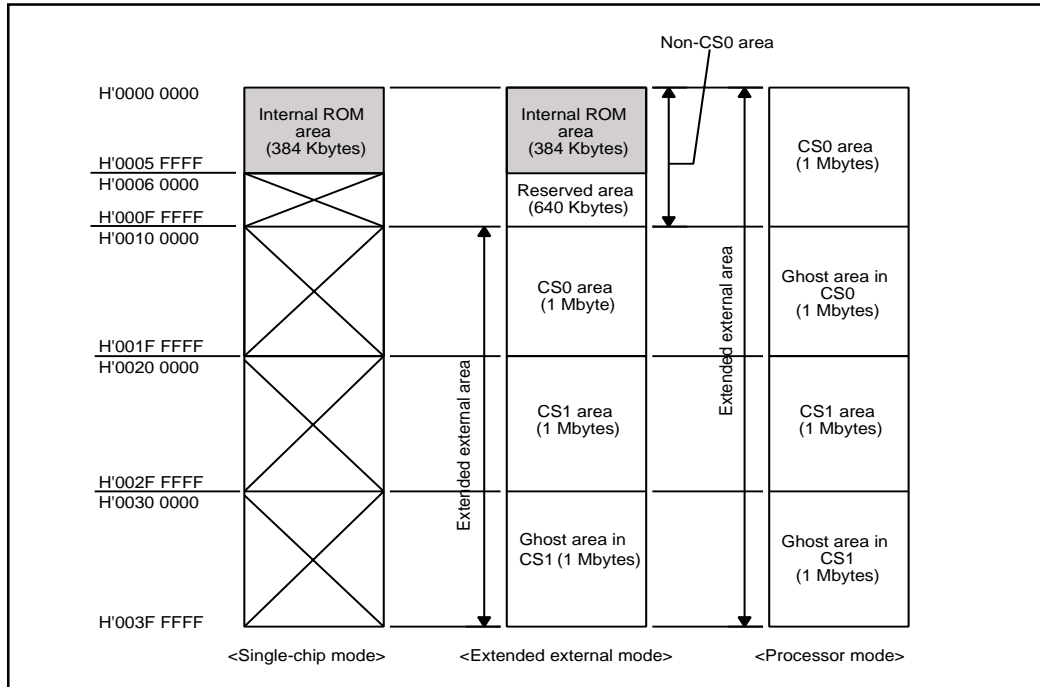 Non-CS0 area
H'0000 0000
H'0005 FFFF
H'0006 0000
H'000F FFFF
H'0010 0000
H'001F FFFF
H'0020 0000
H'002F FFFF
H'0030 0000
H'003F FFFF
Internal ROM
area
(384 Kbytes)
<Single-chip mode>
Extended external area
Internal ROM
area
(384 Kbytes)
Reserved area
(640 Kbytes)
CS0 area
(1 Mbyte)
CS1 area
(1 Mbytes)
Ghost area in
CS1 (1 Mbytes)
<Extended external mode>
Extended external area
CS0 area
(1 Mbytes)
Ghost area in
CS0
(1 Mbytes)
CS1 area
(1 Mbytes)
Ghost area in
CS1
(1 Mbytes)
<Processor mode>